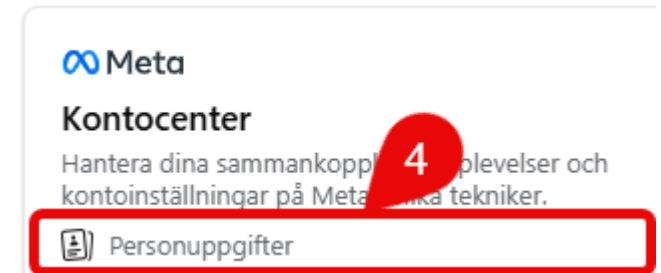 Meta
Kontocenter
Hantera dina och
kontoinställningar på tekniker.
4
Personuppgifter